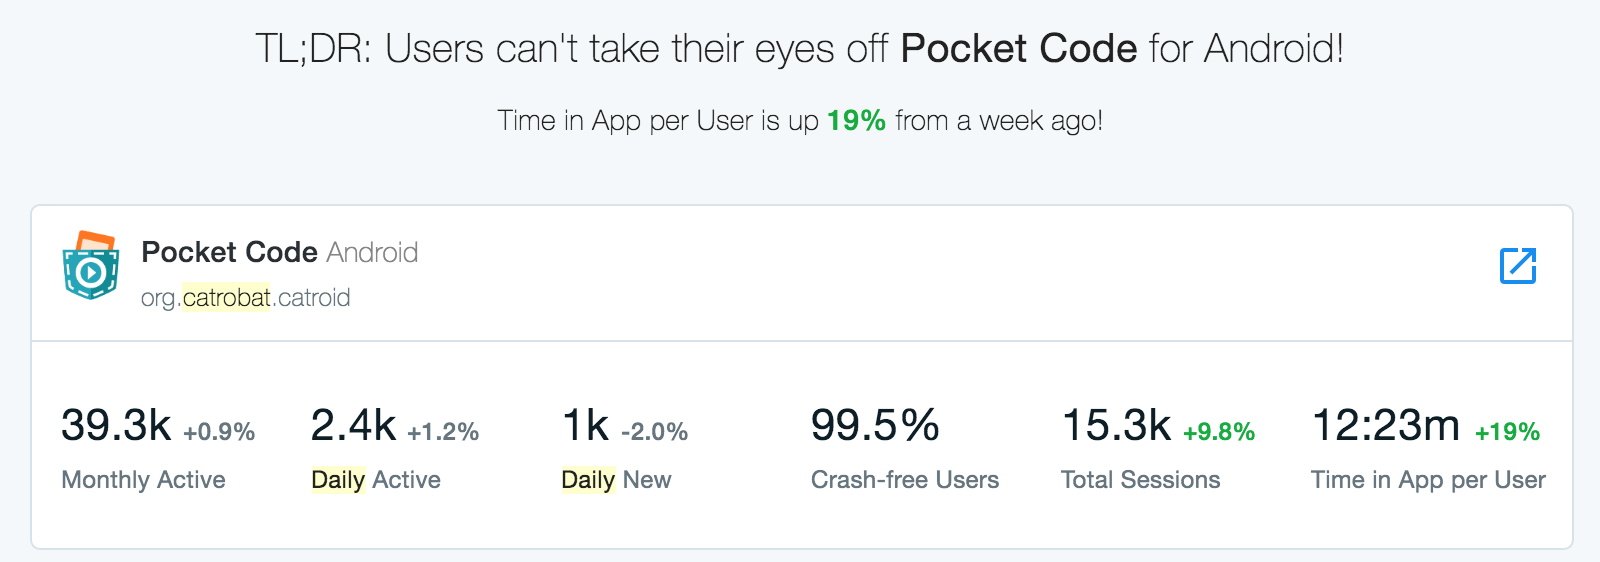 TL;DR: Users can't take their eyes off Pocket Code for Android!
Time in App per User is up 19% from a week ago!
Pocket Code Android
org.catrobat.catroid
39.3k +0.9%
Monthly Active
2.4k +1.2%
Daily Active
1k -2.0%
Daily New
99.5%
Crash-free Users
15.3k +9.8%
Total Sessions
12:23m +19%
Time in App per User